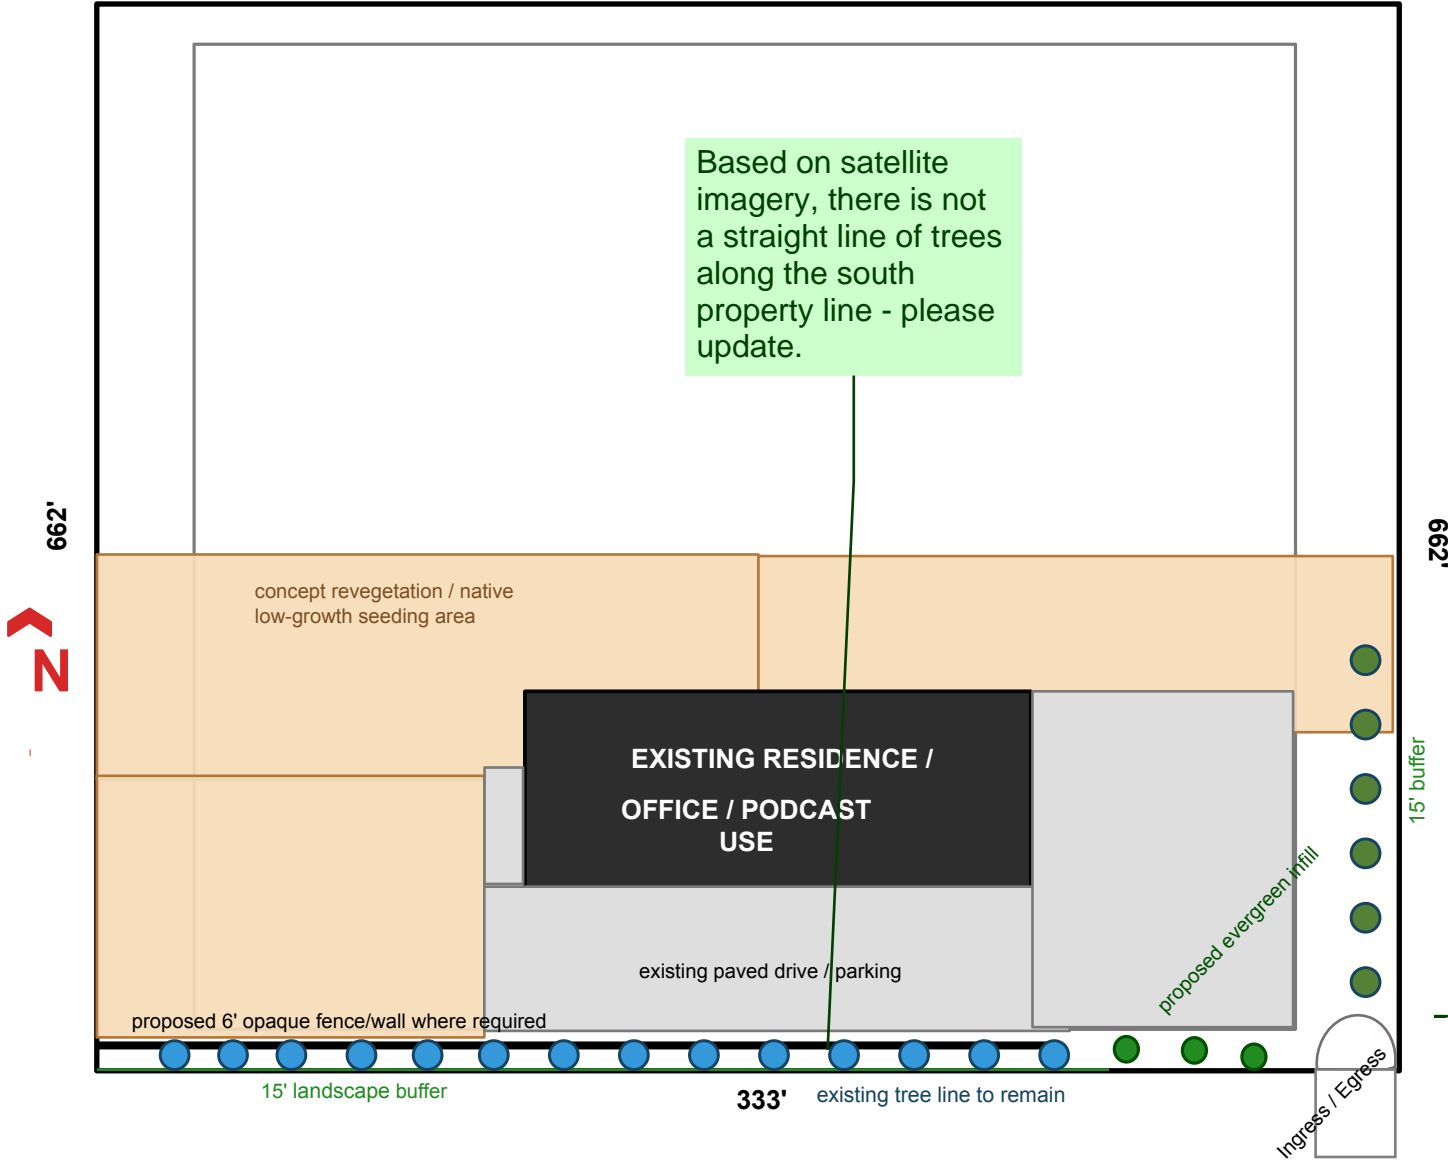 Based on satellite
imagery, there is not
a straight line of trees
along the south
property line - please
update.
662'
662'
concept revegetation / native
low-growth seeding area
N
EXISTING RESIDENCE /
OFFICE / PODCAST
USE
15' buffer
proposed evergreen infill
existing paved drive / parking
proposed 6' opaque fence/wall where required
15' landscape buffer
333'
existing tree line to remain
Ingress / Egress